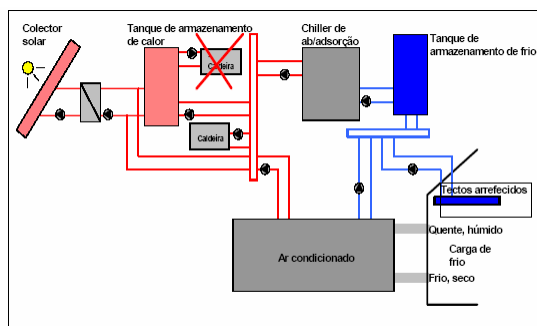 Colector
solar
Tanque de armazenamento
de calor
Caldeira
Caldeira
Chiller de
ab/adsorção
Tanque de
armazenamento de frio
Tectos arrefecidos
Quente, húmido
Carga de
frio
Frio, seco
Ar condicionado